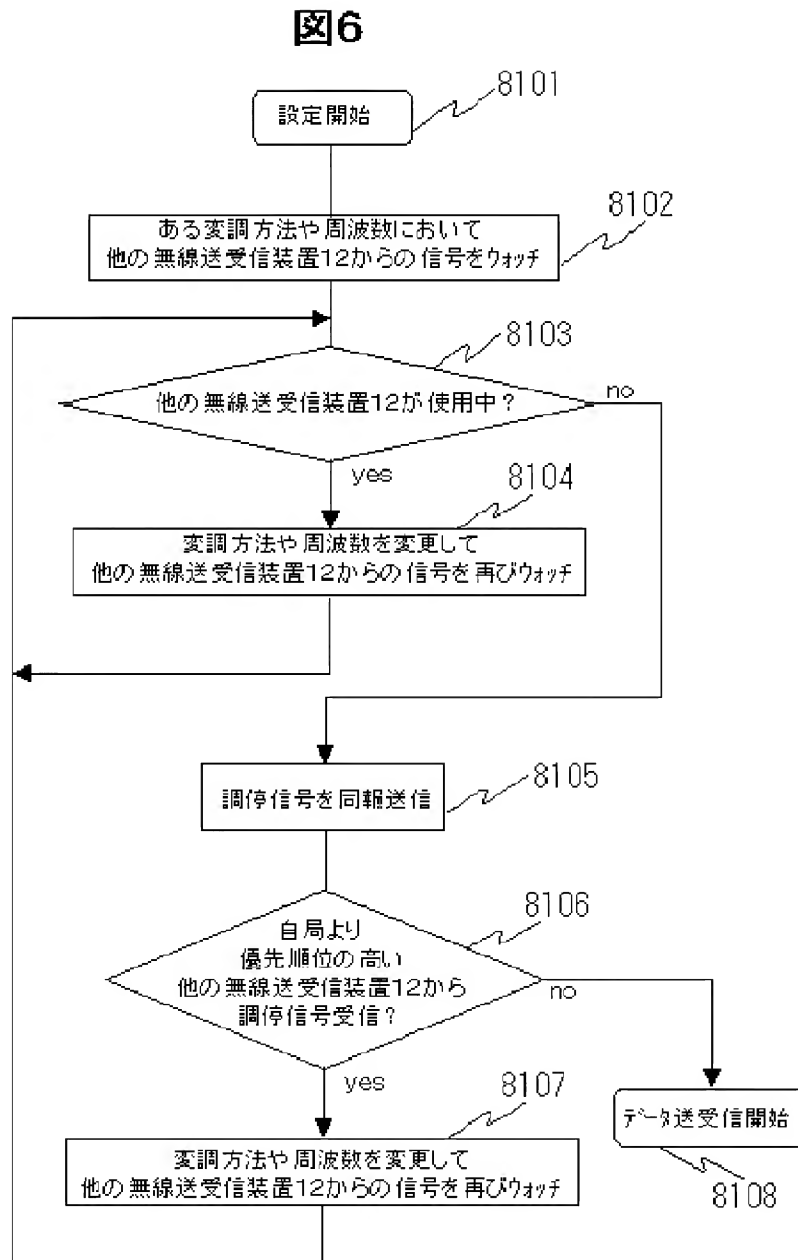 図6
8101
設定開始
8102
ある変調方法や周波数において
他の無線送受信装置12からの信号をウォッチ
8103
他の無線送受信装置12が使用中？
no
yes
8104
変調方法や周波数を変更して
他の無線送受信装置12からの信号を再びウォッチ
8105
調停信号を同報送信
8106
自局より
優先順位の高い
他の無線送受信装置12から
調停信号受信？
no
yes
8107
変調方法や周波数を変更して
他の無線送受信装置12からの信号を再びウォッチ
データ送受信開始
8108